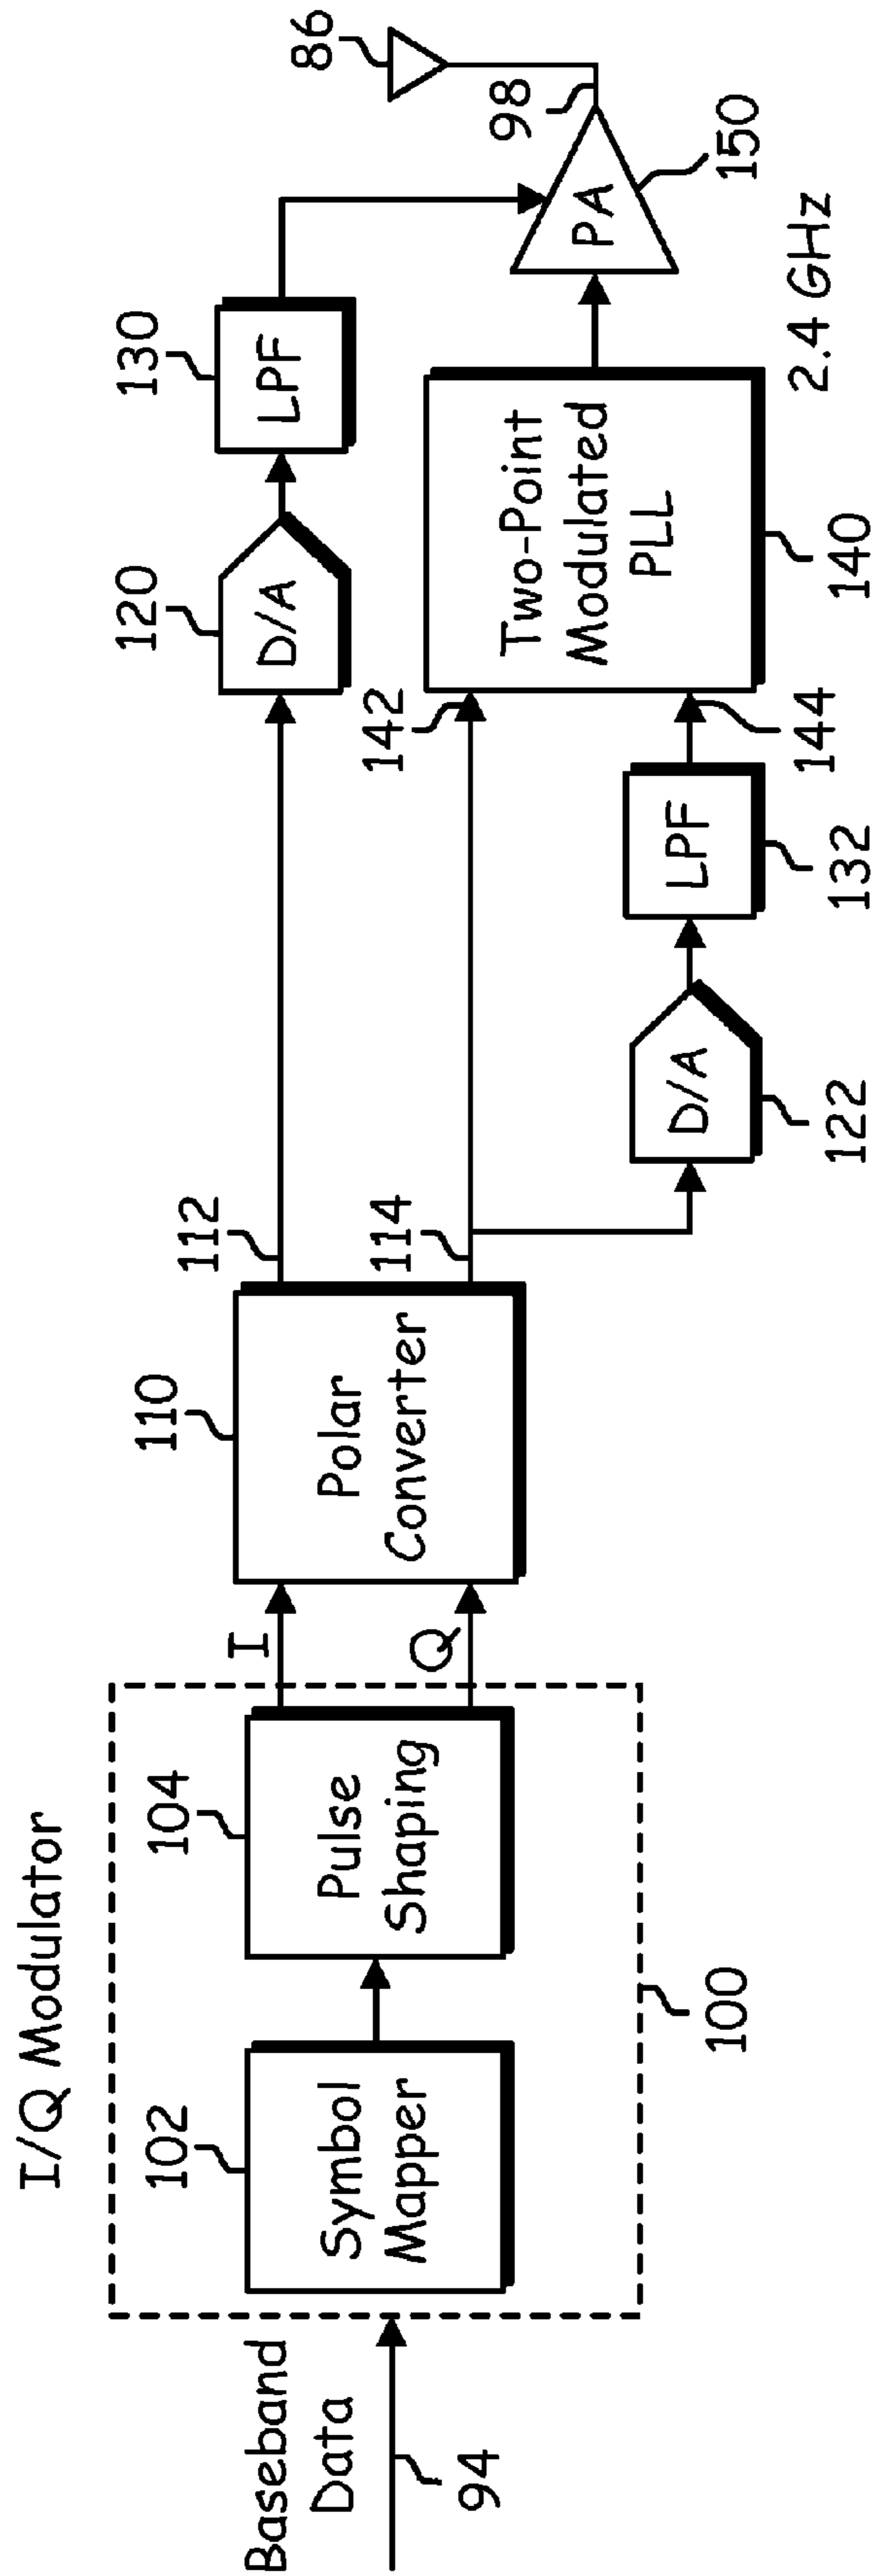 I/Q Modulator
Baseband
Data
94
102
Symbol
Mapper
104
Pulse
Shaping
100
I
Q
110
Polar
Converter
112
114
120
D/A
130
LPF
122
D/A
132
LPF
142
144
Two-Point
Modulated
PLL
140
2.4 GHz
PA
150
98
86